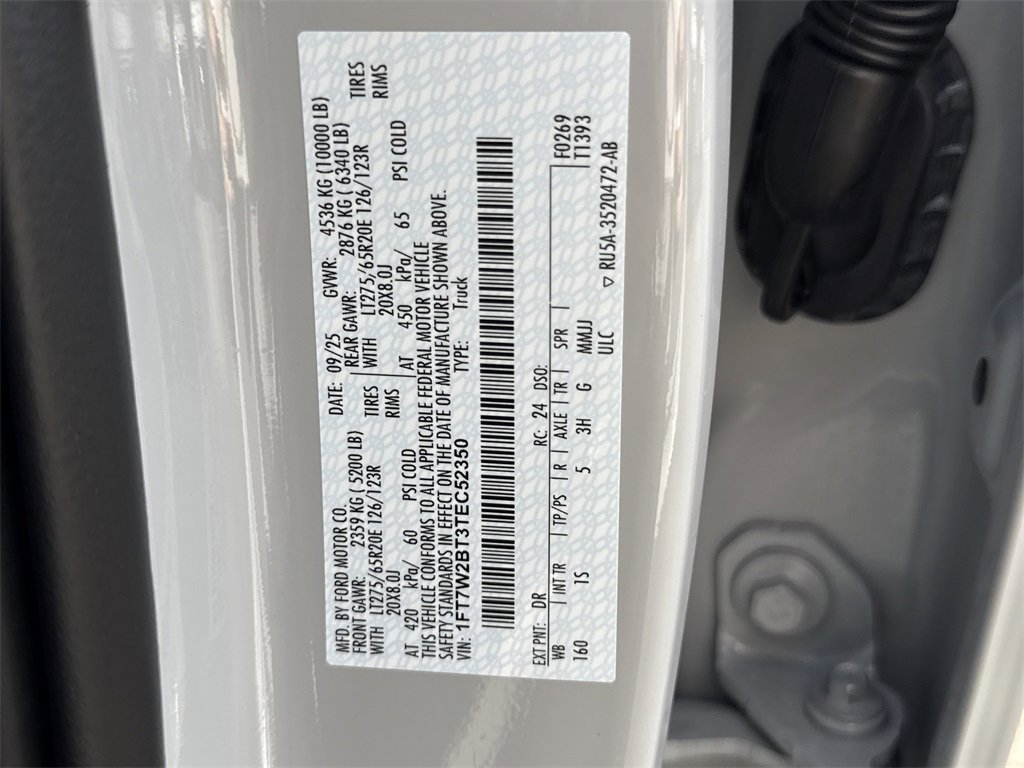 MFD. BY FORD MOTOR CO.
DATE: 09/25 GVWR: 4536 KG (10000 LB)
FRONT GAWR: 2359 KG ( 5200 LB)
REAR GAWR: 2876 KG ( 6340 LB)
WITH LT275/65R20E 126/123R TIRES
WITH LT275/65R20E 126/123R TIRES
20X8.0J RIMS
20X8.0J RIMS
AT 420 kPa/ 60 PSI COLD
AT 450 kPa/ 65 PSI COLD
THIS VEHICLE CONFORMS TO ALL APPLICABLE FEDERAL MOTOR VEHICLE
SAFETY STANDARDS IN EFFECT ON THE DATE OF MANUFACTURE SHOWN ABOVE.
VIN: 1FT7W2BT3TEC52350 TYPE: Truck
F0269
T1393
EXT PNT: DR RC: 24 DSO:
WB INT TR TP/PS R AXLE TR SPR
160 1S 5 3H G MMJJ
ULC
▽ RU5A-3520472-AB